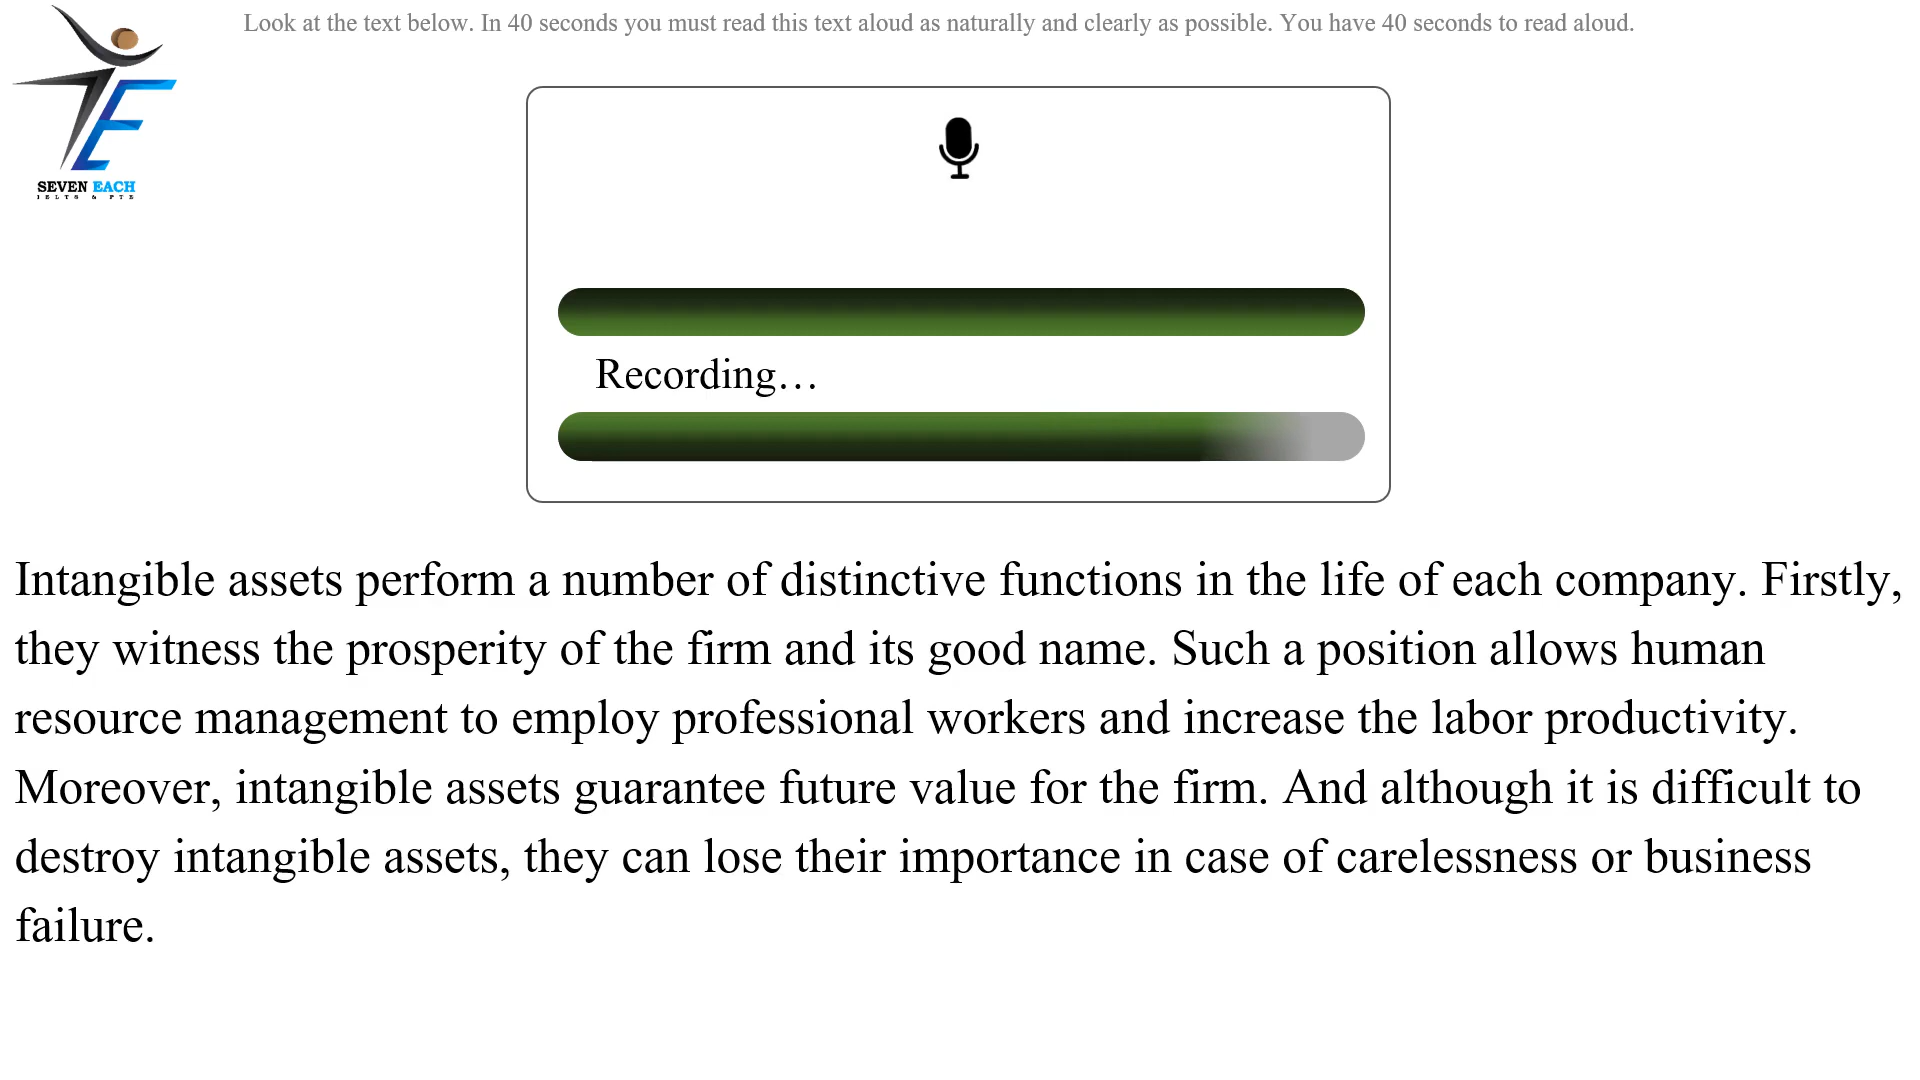 Look at the text below. In 40 seconds you must read this text aloud as naturally and clearly as possible. You have 40 seconds to read aloud.
SEVEN EACH
IELTS & PTE
Recording…
Intangible assets perform a number of distinctive functions in the life of each company. Firstly,
they witness the prosperity of the firm and its good name. Such a position allows human
resource management to employ professional workers and increase the labor productivity.
Moreover, intangible assets guarantee future value for the firm. And although it is difficult to
destroy intangible assets, they can lose their importance in case of carelessness or business
failure.